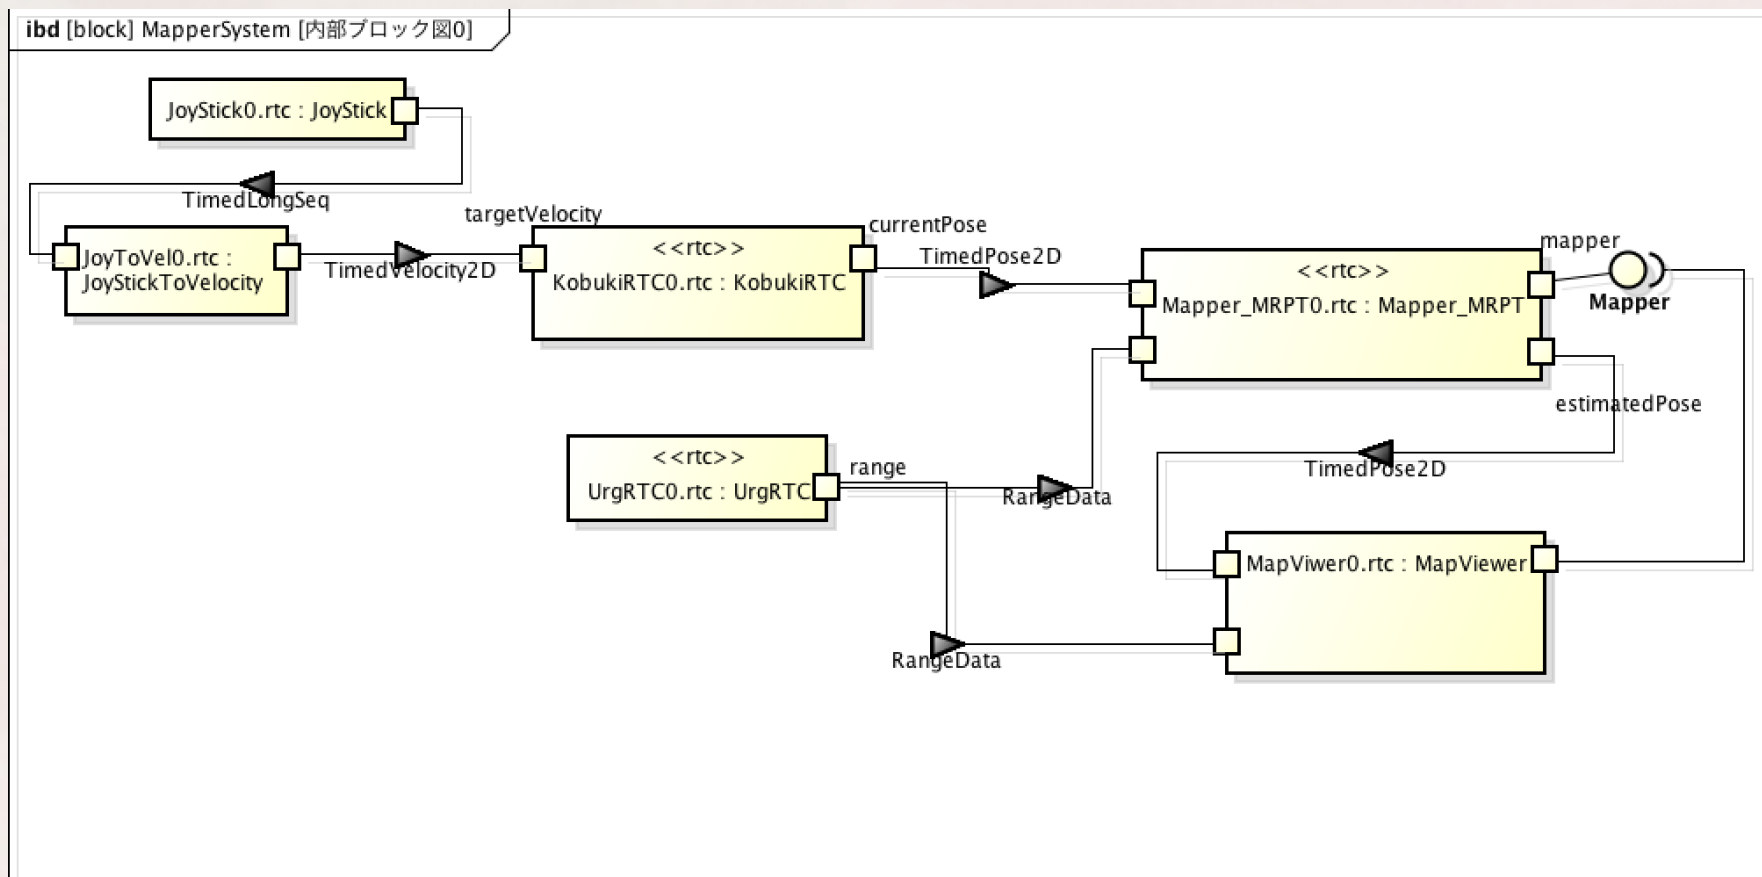 ibd [block] MapperSystem [内部ブロック図0]
JoyStick0.rtc : JoyStick
TimedLongSeq
JoyToVel0.rtc :
JoyStickToVelocity
TimedVelocity2D
targetVelocity
<<rtc>>
KobukiRTC0.rtc : KobukiRTC
currentPose
TimedPose2D
<<rtc>>
Mapper_MRPT0.rtc : Mapper_MRPT
mapper
Mapper
estimatedPose
TimedPose2D
<<rtc>>
UrgRTC0.rtc : UrgRTC
range
RangeData
MapViwer0.rtc : MapViewer
RangeData